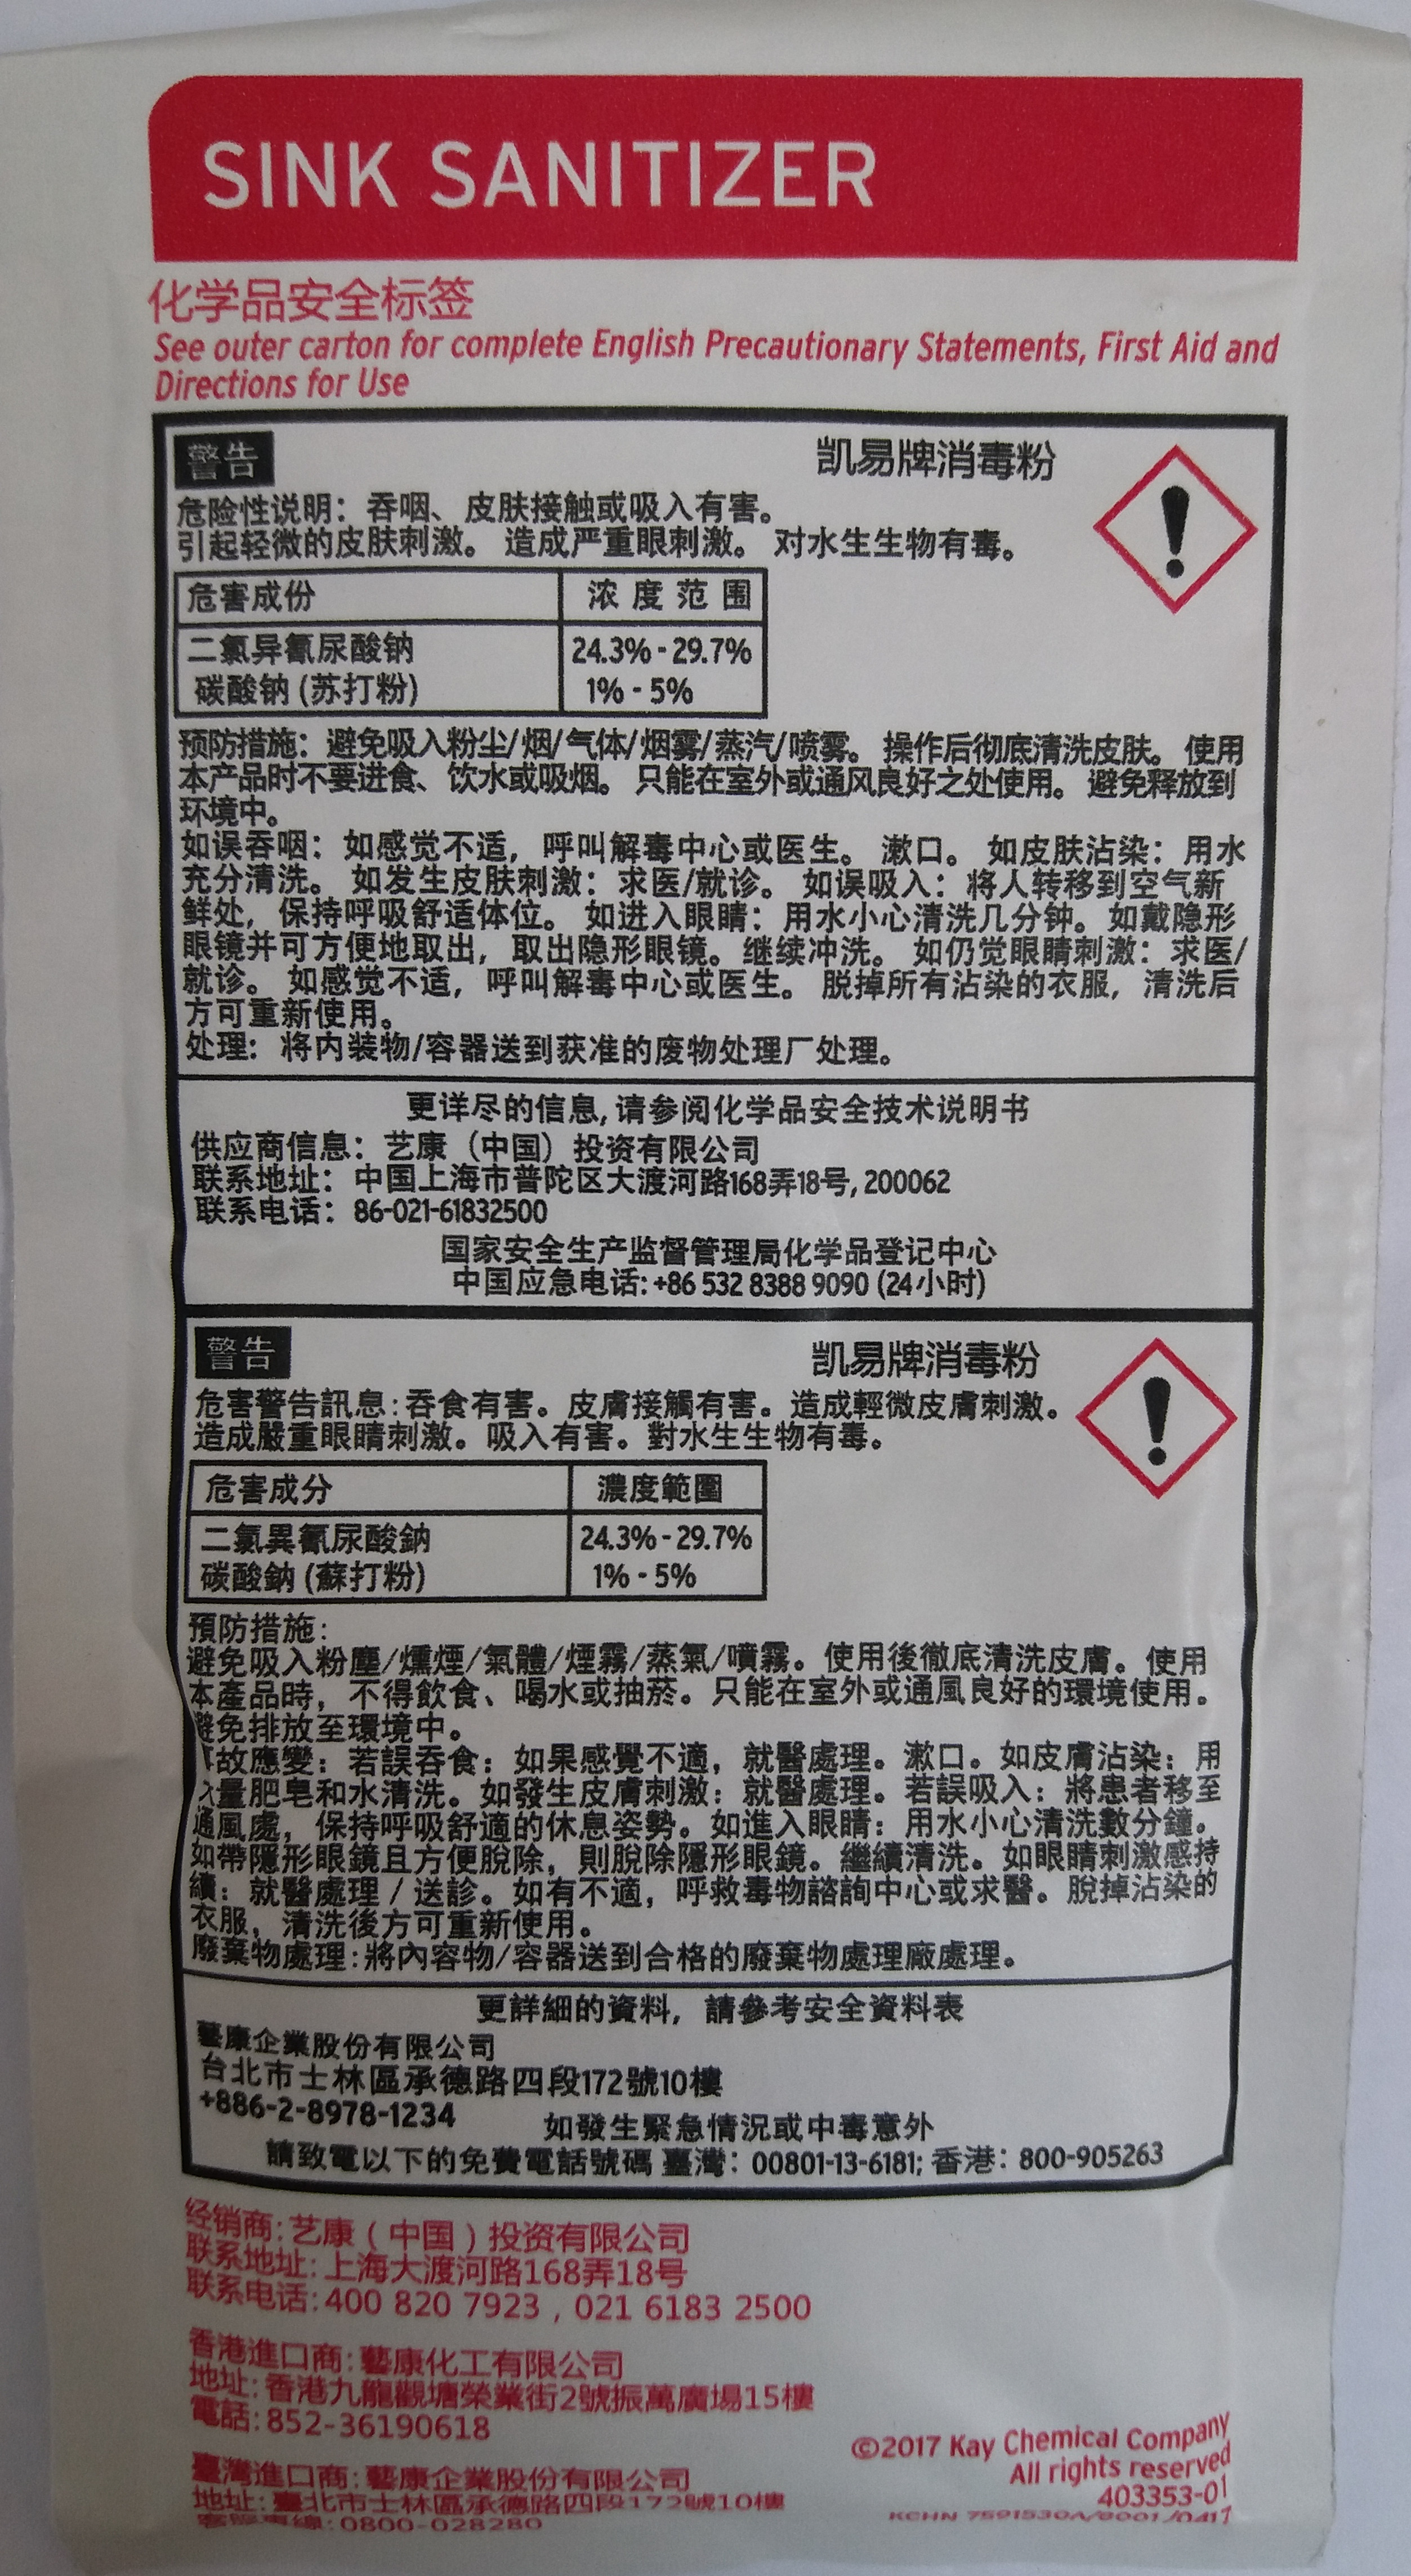 SINK SANITIZER
化学品安全标签
See outer carton for complete English Precautionary Statements, First Aid and
Directions for Use
警告
凯易牌消毒粉
危险性说明：吞咽、皮肤接触或吸入有害。
引起轻微的皮肤刺激。 造成严重眼刺激。 对水生生物有毒。
危害成份 浓度范围
二氯异氰尿酸钠 24.3% - 29.7%
碳酸钠 (苏打粉) 1% - 5%
预防措施：避免吸入粉尘/烟/气体/烟雾/蒸汽/喷雾。 操作后彻底清洗皮肤。 使用
本产品时不要进食、饮水或吸烟。 只能在室外或通风良好之处使用。 避免释放到
环境中。
如误吞咽：如感觉不适，呼叫解毒中心或医生。 漱口。 如皮肤沾染：用水
充分清洗。 如发生皮肤刺激：求医/就诊。 如误吸入：将人转移到空气新
鲜处，保持呼吸舒适体位。 如进入眼睛：用水小心清洗几分钟。 如戴隐形
眼镜并可方便地取出，取出隐形眼镜。继续冲洗。 如仍觉眼睛刺激：求医/
就诊。 如感觉不适，呼叫解毒中心或医生。 脱掉所有沾染的衣服，清洗后
方可重新使用。
处理：将内装物/容器送到获准的废物处理厂处理。
更详尽的信息, 请参阅化学品安全技术说明书
供应商信息：艺康（中国）投资有限公司
联系地址：中国上海市普陀区大渡河路168弄18号, 200062
联系电话：86-021-61832500
国家安全生产监督管理局化学品登记中心
中国应急电话: +86 532 8388 9090 (24小时)
警告
凯易牌消毒粉
危害警告訊息:吞食有害。皮膚接觸有害。造成輕微皮膚刺激。
造成嚴重眼睛刺激。吸入有害。對水生生物有毒。
危害成分 濃度範圍
二氯異氰尿酸鈉 24.3% - 29.7%
碳酸鈉 (蘇打粉) 1% - 5%
預防措施:
避免吸入粉塵/燻煙/氣體/煙霧/蒸氣/噴霧。使用後徹底清洗皮膚。使用
本產品時，不得飲食、喝水或抽菸。只能在室外或通風良好的環境使用。
避免排放至環境中。
故應變：若誤吞食：如果感覺不適，就醫處理。漱口。如皮膚沾染：用
量肥皂和水清洗。如發生皮膚刺激：就醫處理。若誤吸入：將患者移至
通風處，保持呼吸舒適的休息姿勢。如進入眼睛：用水小心清洗數分鐘。
如帶隱形眼鏡且方便脫除，則脫除隱形眼鏡。繼續清洗。如眼睛刺激感持
續：就醫處理 / 送診。如有不適，呼救毒物諮詢中心或求醫。脫掉沾染的
衣服，清洗後方可重新使用。
廢棄物處理:將內容物/容器送到合格的廢棄物處理廠處理。
更詳細的資料，請參考安全資料表
藝康企業股份有限公司
台北市士林區承德路四段172號10樓
+886-2-8978-1234
如發生緊急情況或中毒意外
請致電以下的免費電話號碼 臺灣：00801-13-6181; 香港：800-905263
经销商:艺康（中国）投资有限公司
联系地址:上海大渡河路168弄18号
联系电话:400 820 7923 , 021 6183 2500
香港進口商:藝康化工有限公司
地址:香港九龍觀塘榮業街2號振萬廣場15樓
電話:852-36190618
臺灣進口商:藝康企業股份有限公司
地址:臺北市士林區承德路四段172號10樓
客服專線:0800-028280
©2017 Kay Chemical Company
All rights reserved
403353-01
KCHN